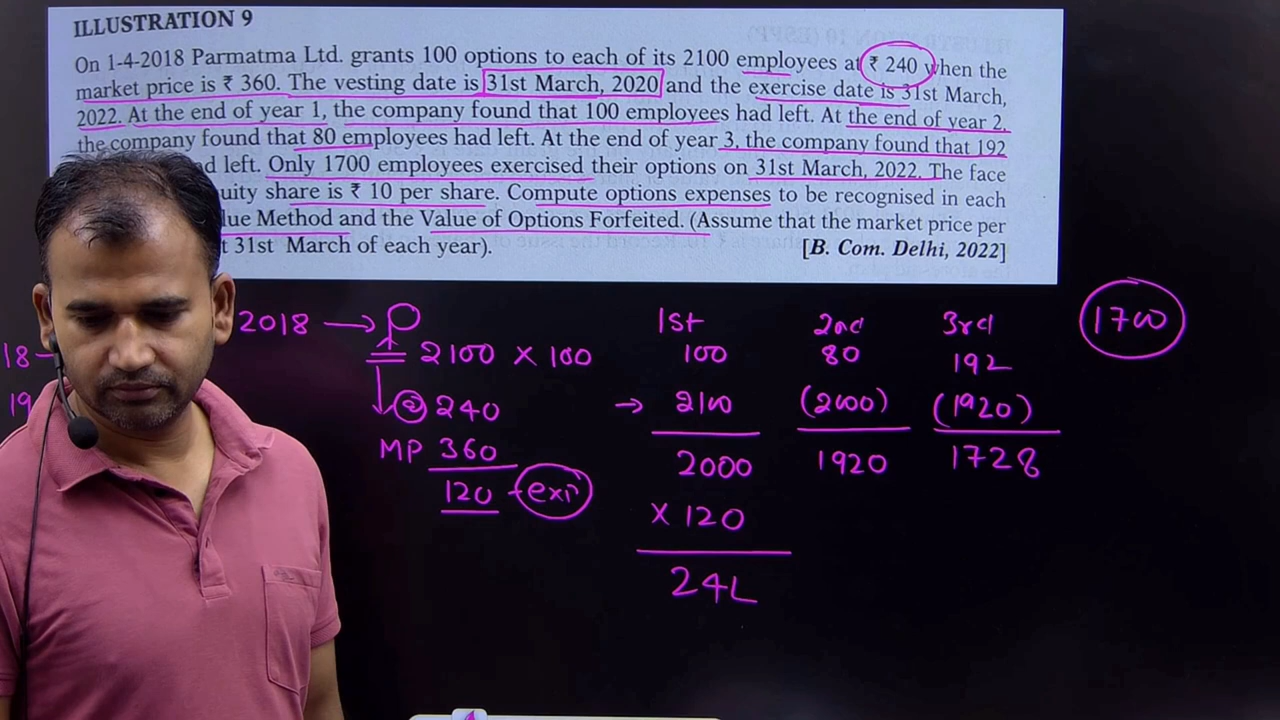 ILLUSTRATION 9
On 1-4-2018 Parmatma Ltd. grants 100 options to each of its 2100 employees at ₹ 240 when the
market price is ₹ 360. The vesting date is 31st March, 2020 and the exercise date is 31st March,
2022. At the end of year 1, the company found that 100 employees had left. At the end of year 2,
the company found that 80 employees had left. At the end of year 3, the company found that 192
d left. Only 1700 employees exercised their options on 31st March, 2022. The face
uity share is ₹ 10 per share. Compute options expenses to be recognised in each
lue Method and the Value of Options Forfeited. (Assume that the market price per
t 31st March of each year).
[B. Com. Delhi, 2022]
18
19
2018
2100 × 100
@ 240
MP 360
120
1st
100
2100
2000
× 120
24L
2nd
80
(2000)
1920
3rd
192
(1920)
1728
1700